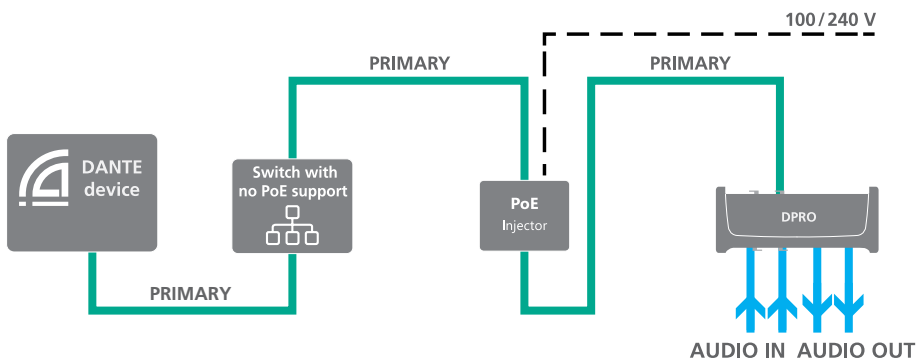 100/240 V
PRIMARY
PRIMARY
DANTE
device
Switch with
no PoE support
PoE
Injector
DPRO
PRIMARY
AUDIO IN AUDIO OUT